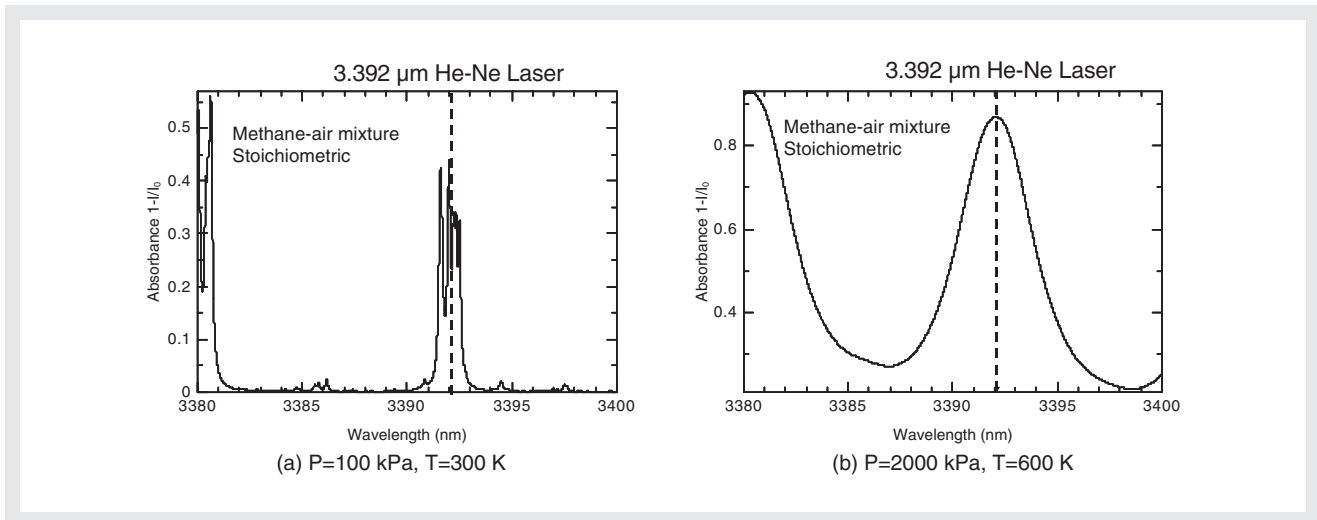 3.392 µm He-Ne Laser
Methane-air mixture
Stoichiometric
Absorbance 1-I/I₀
0.5
0.4
0.3
0.2
0.1
0
3380
3385
3390
3395
3400
Wavelength (nm)
(a) P=100 kPa, T=300 K
3.392 µm He-Ne Laser
Methane-air mixture
Stoichiometric
Absorbance 1-I/I₀
0.8
0.6
0.4
3380
3385
3390
3395
3400
Wavelength (nm)
(b) P=2000 kPa, T=600 K